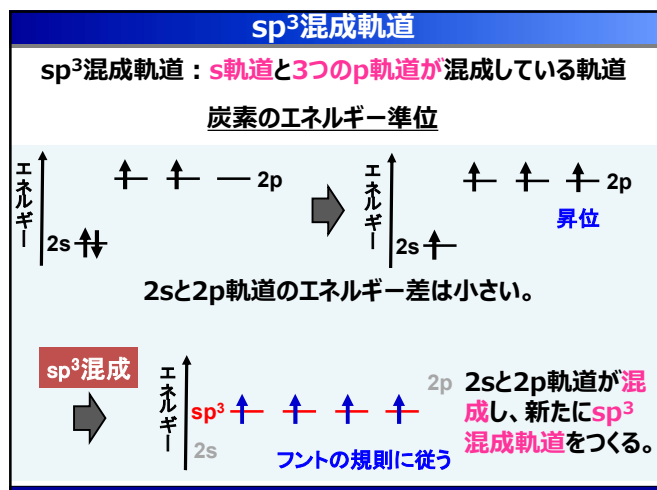 sp³混成軌道
sp³混成軌道：s軌道と3つのp軌道が混成している軌道
炭素のエネルギー準位
エネルギー
2p
2s
エネルギー
2p
昇位
2s
2sと2p軌道のエネルギー差は小さい。
sp³混成
エネルギー
2p
sp³
2s
フントの規則に従う
2sと2p軌道が混
成し、新たにsp³
混成軌道をつくる。